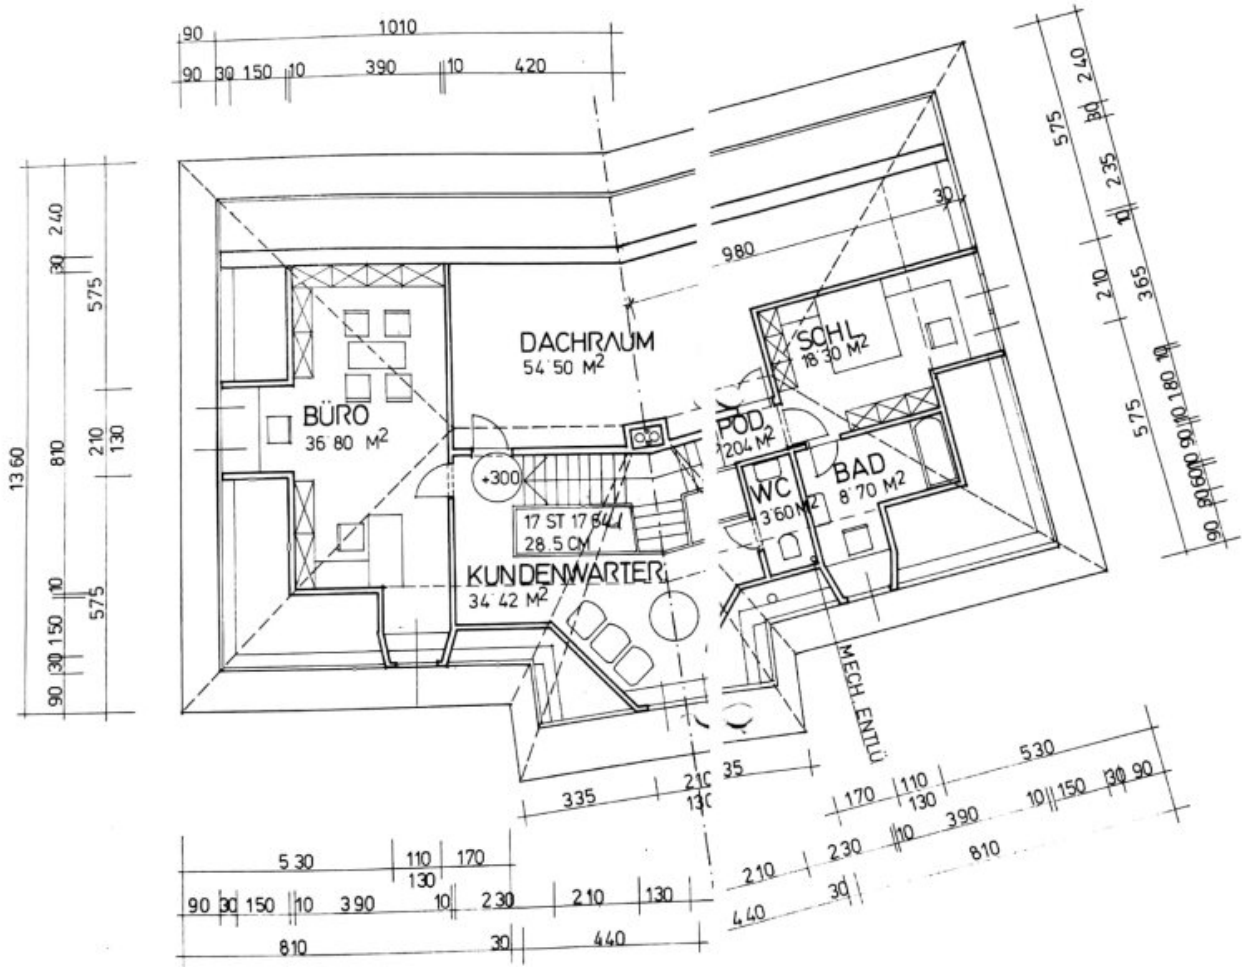 90 1010
90 30 150 10 390 10 420
240 30 575 210 130 810 1360 10 575 150 30 90
240 575 30 235 10 210 365 575 10 180 10 90 10 60 30 90
30
980
DACHRAUM
54.50 M²
SCHL
18.30 M²
BÜRO
36.80 M²
POD
204 M²
BAD
8.70 M²
WC
3.60 M²
+300
17 ST 17 64
28.5 CM
KUNDENWARTER
34.42 M²
MECH. ENTLÜ
335 210 35
130
530 110 170
130
90 30 150 10 390 10 230 210 130
810 30 440
170 110 530
130
210 230 10 390 10 150 30 90
440 30 810